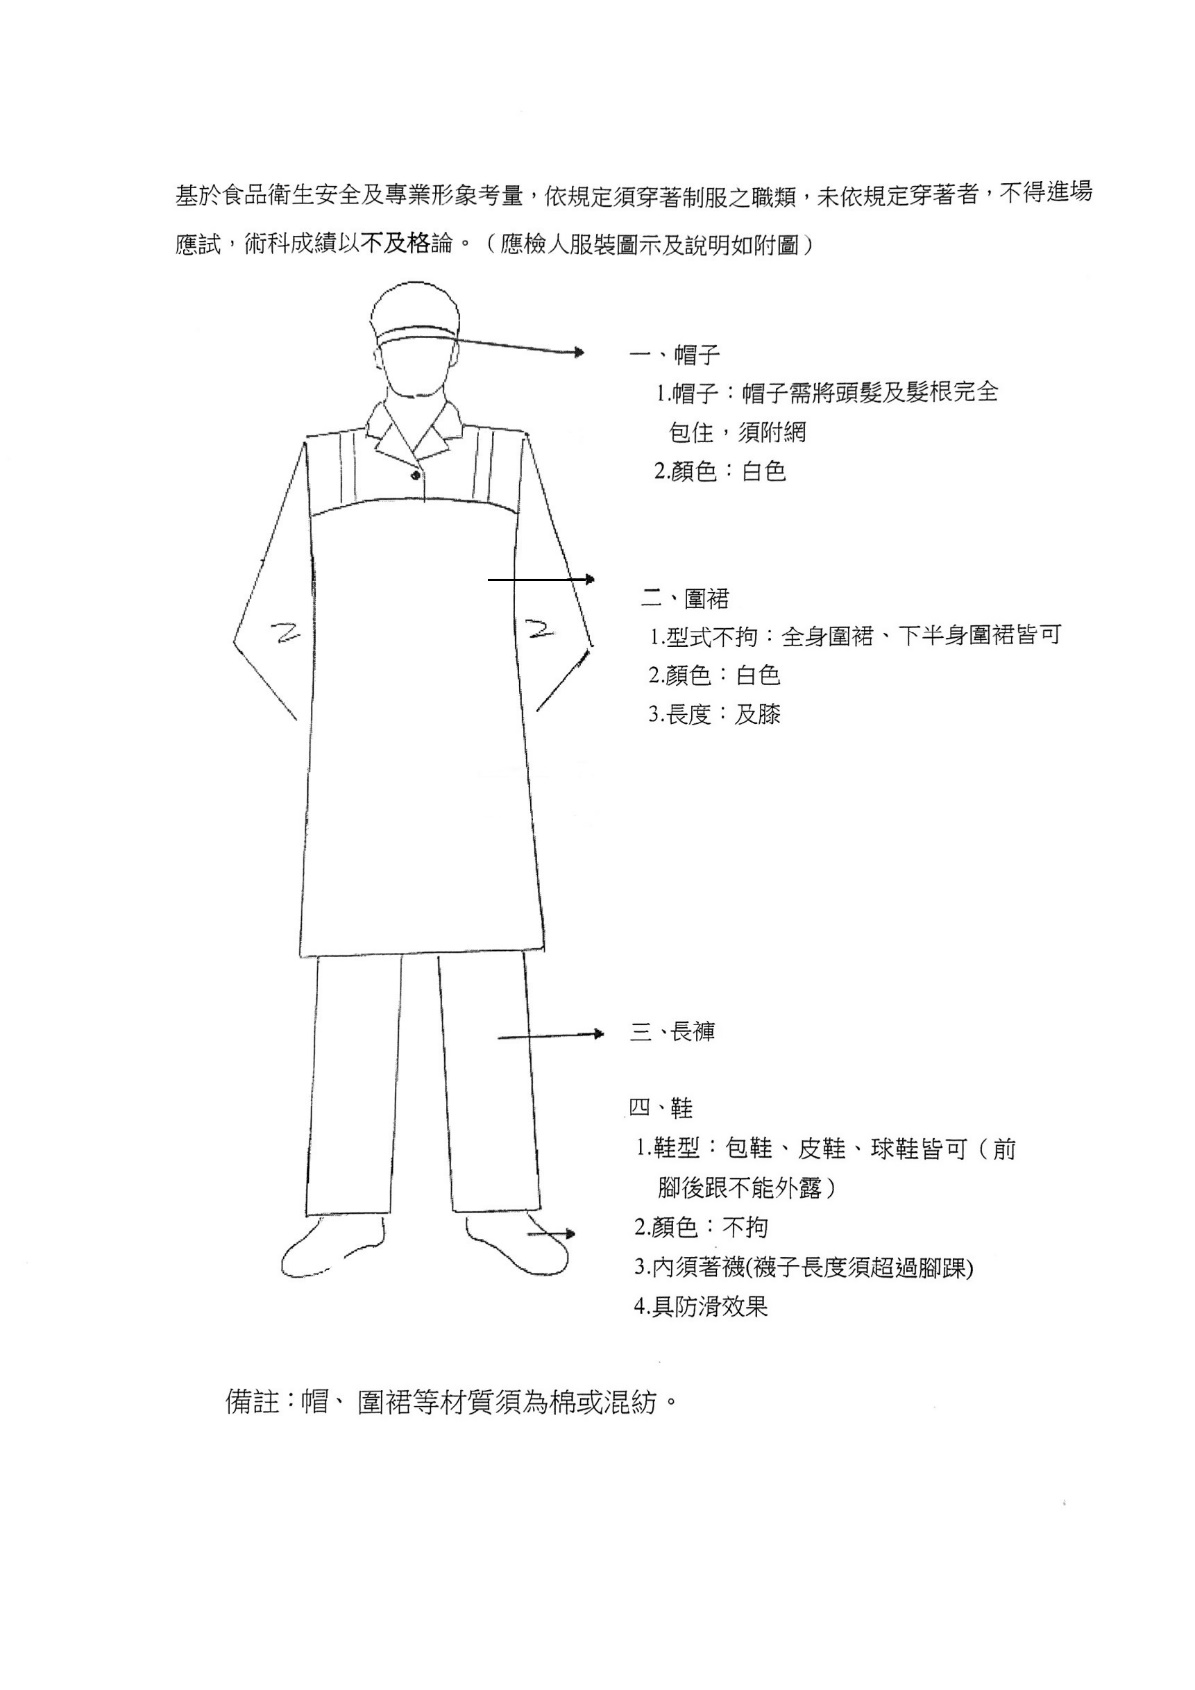 基於食品衛生安全及專業形象考量，依規定須穿著制服之職類，未依規定穿著者，不得進場
應試，術科成績以不及格論。（應檢人服裝圖示及說明如附圖）
一、帽子
1.帽子：帽子需將頭髮及髮根完全
包住，須附網
2.顏色：白色
二、圍裙
1.型式不拘：全身圍裙、下半身圍裙皆可
2.顏色：白色
3.長度：及膝
三、長褲
四、鞋
1.鞋型：包鞋、皮鞋、球鞋皆可（前
腳後跟不能外露）
2.顏色：不拘
3.內須著襪(襪子長度須超過腳踝)
4.具防滑效果
備註：帽、圍裙等材質須為棉或混紡。